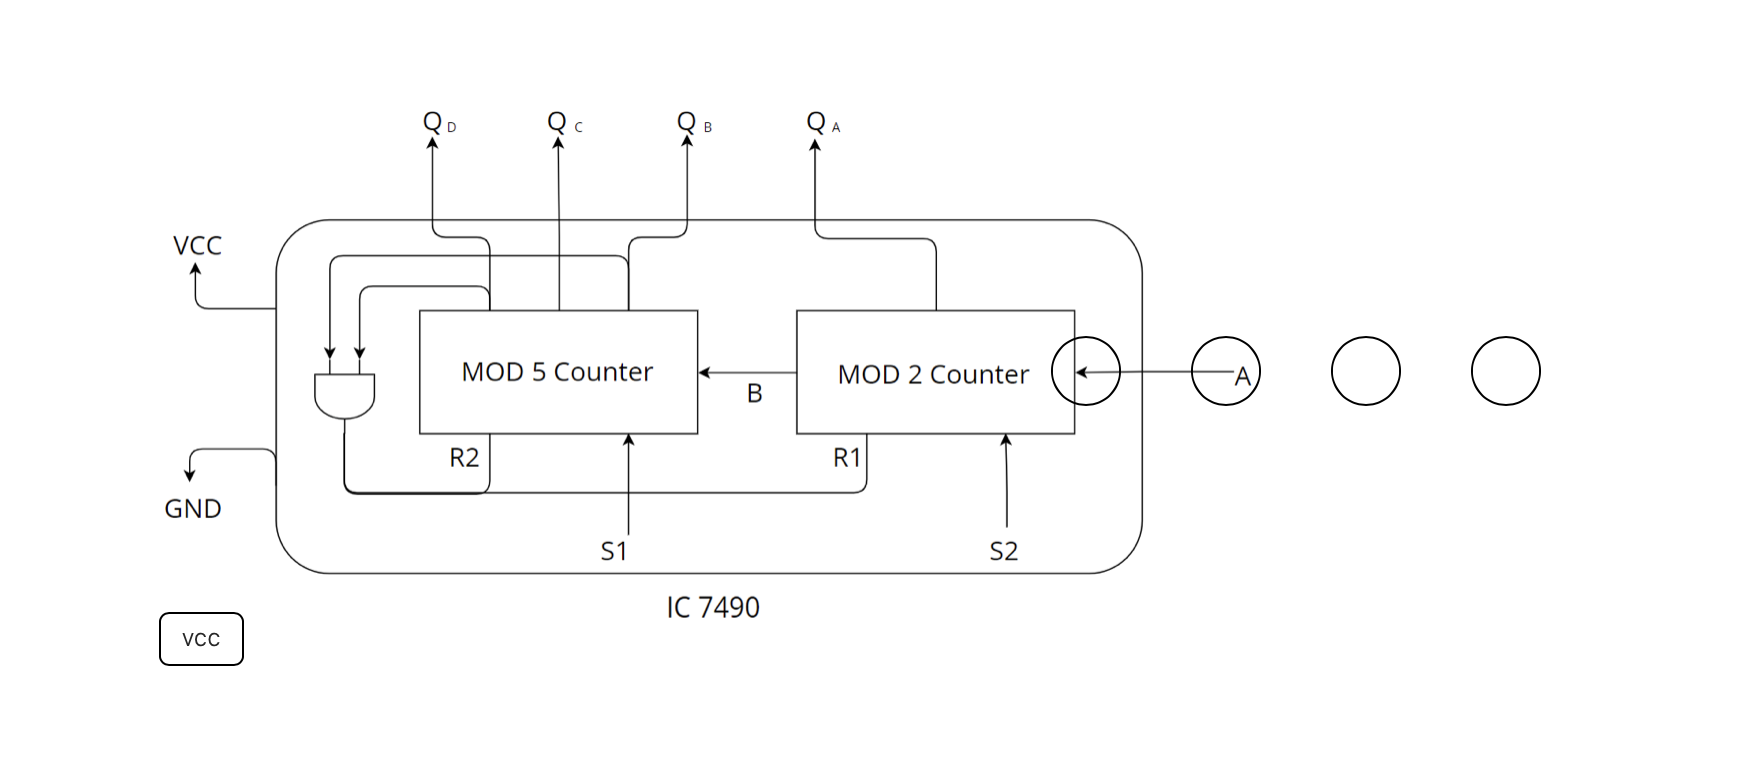 Q D Q C Q B Q A
VCC
MOD 5 Counter
MOD 2 Counter
A
B
R2
R1
GND
S1
S2
IC 7490
VCC